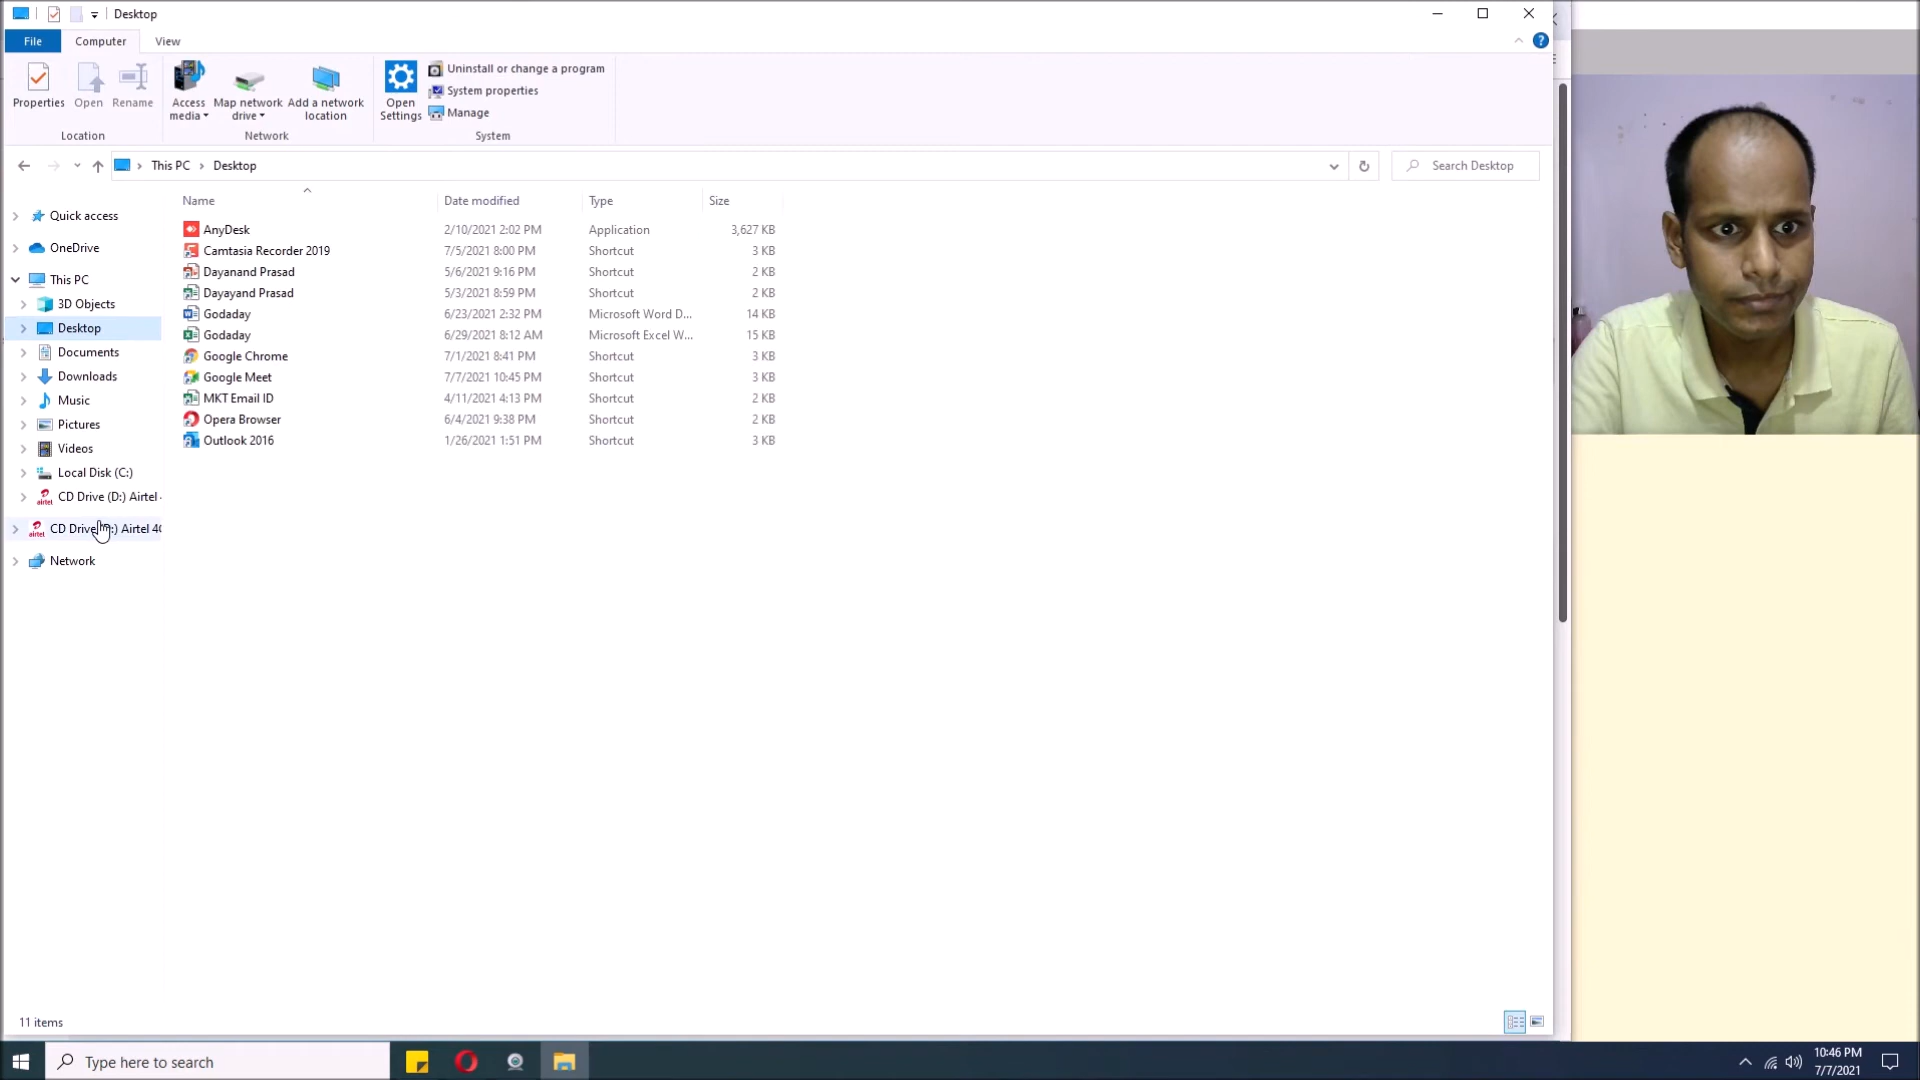 Desktop
File Computer View
Properties Open Rename Access media Map network drive Add a network location Open Settings
Uninstall or change a program
System properties
Manage
Location Network System
This PC › Desktop
Search Desktop
Name Date modified Type Size
Quick access
OneDrive
This PC
3D Objects
Desktop
Documents
Downloads
Music
Pictures
Videos
Local Disk (C:)
CD Drive (D:) Airtel
CD Drive Airtel 4G
Network
AnyDesk 2/10/2021 2:02 PM Application 3,627 KB
Camtasia Recorder 2019 7/5/2021 8:00 PM Shortcut 3 KB
Dayanand Prasad 5/6/2021 9:16 PM Shortcut 2 KB
Dayayand Prasad 5/3/2021 8:59 PM Shortcut 2 KB
Godaday 6/23/2021 2:32 PM Microsoft Word D... 14 KB
Godaday 6/29/2021 8:12 AM Microsoft Excel W... 15 KB
Google Chrome 7/1/2021 8:41 PM Shortcut 3 KB
Google Meet 7/7/2021 10:45 PM Shortcut 3 KB
MKT Email ID 4/11/2021 4:13 PM Shortcut 2 KB
Opera Browser 6/4/2021 9:38 PM Shortcut 2 KB
Outlook 2016 1/26/2021 1:51 PM Shortcut 3 KB
11 items
Type here to search
10:46 PM
7/7/2021